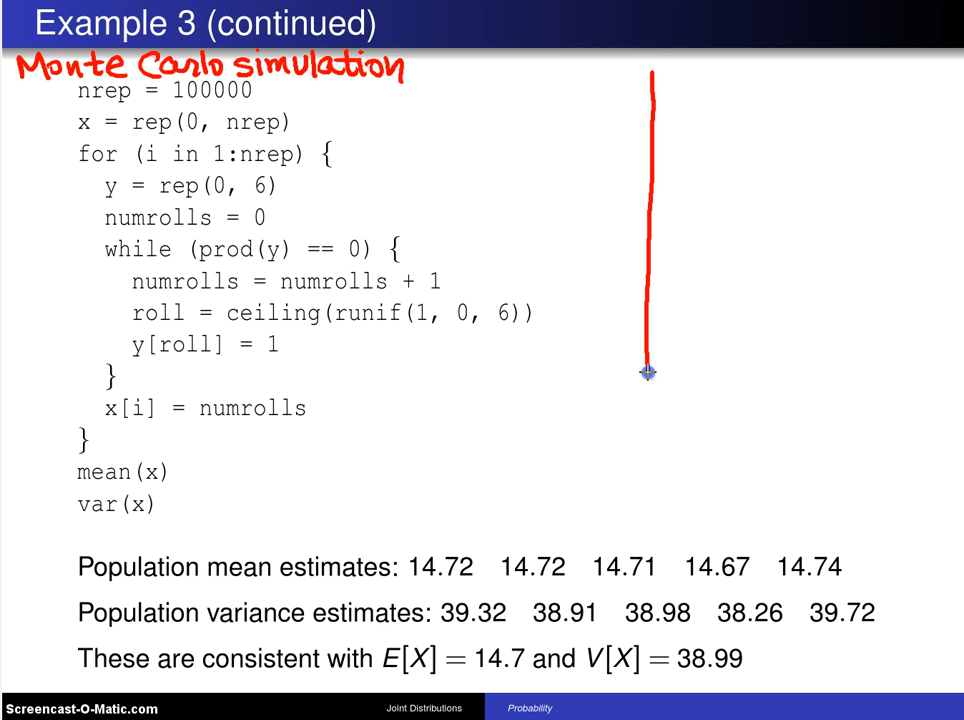 Example 3 (continued)
Monte Carlo simulation
nrep = 100000
x = rep(0, nrep)
for (i in 1:nrep) {
y = rep(0, 6)
numrolls = 0
while (prod(y) == 0) {
numrolls = numrolls + 1
roll = ceiling(runif(1, 0, 6))
y[roll] = 1
}
x[i] = numrolls
}
mean(x)
var(x)
Population mean estimates: 14.72 14.72 14.71 14.67 14.74
Population variance estimates: 39.32 38.91 38.98 38.26 39.72
These are consistent with E[X] = 14.7 and V[X] = 38.99
Screencast-O-Matic.com Joint Distributions Probability